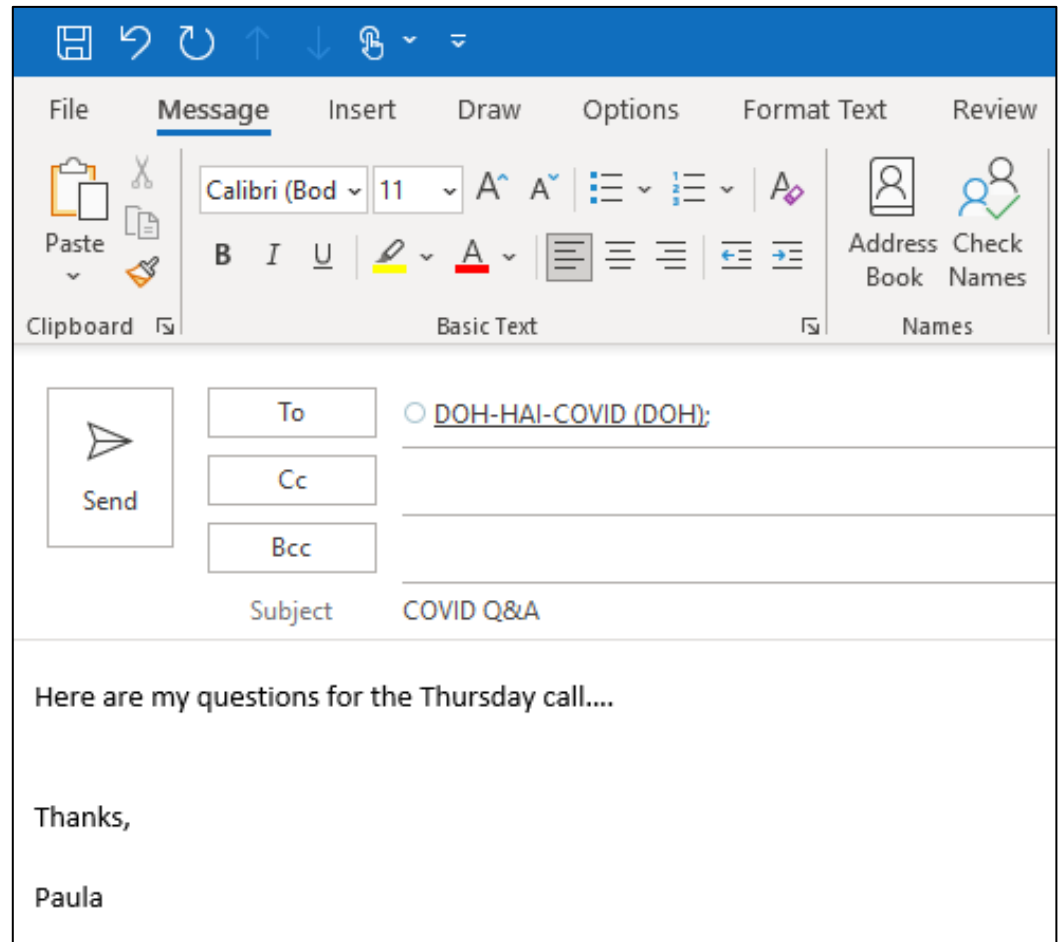 File Message Insert Draw Options Format Text Review
Calibri (Bod 11
Paste
B I U A
Address Book
Check Names
Clipboard Basic Text Names
Send
To DOH-HAI-COVID (DOH);
Cc
Bcc
Subject COVID Q&A
Here are my questions for the Thursday call....
Thanks,
Paula